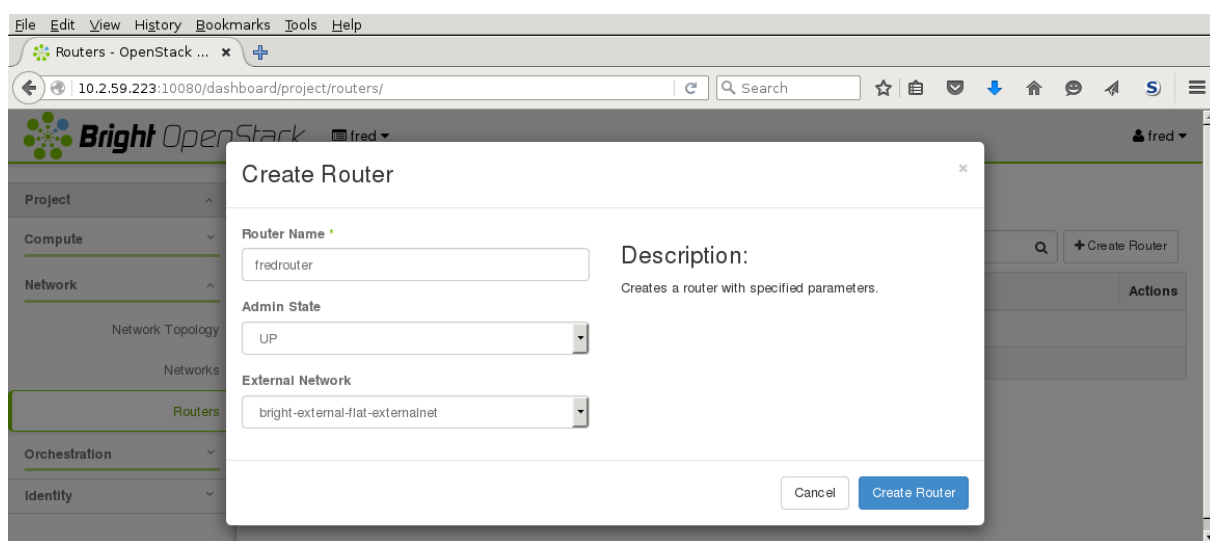 File Edit View History Bookmarks Tools Help
Routers - OpenStack ...
10.2.59.223:10080/dashboard/project/routers/
Search
S
Bright OpenStack
fred
fred
Create Router
Project
Compute
Network
Network Topology
Networks
Routers
Orchestration
Identity
Router Name *
fredrouter
Admin State
UP
External Network
bright-external-flat-externalnet
Description:
Creates a router with specified parameters.
Cancel
Create Router
+ Create Router
Actions